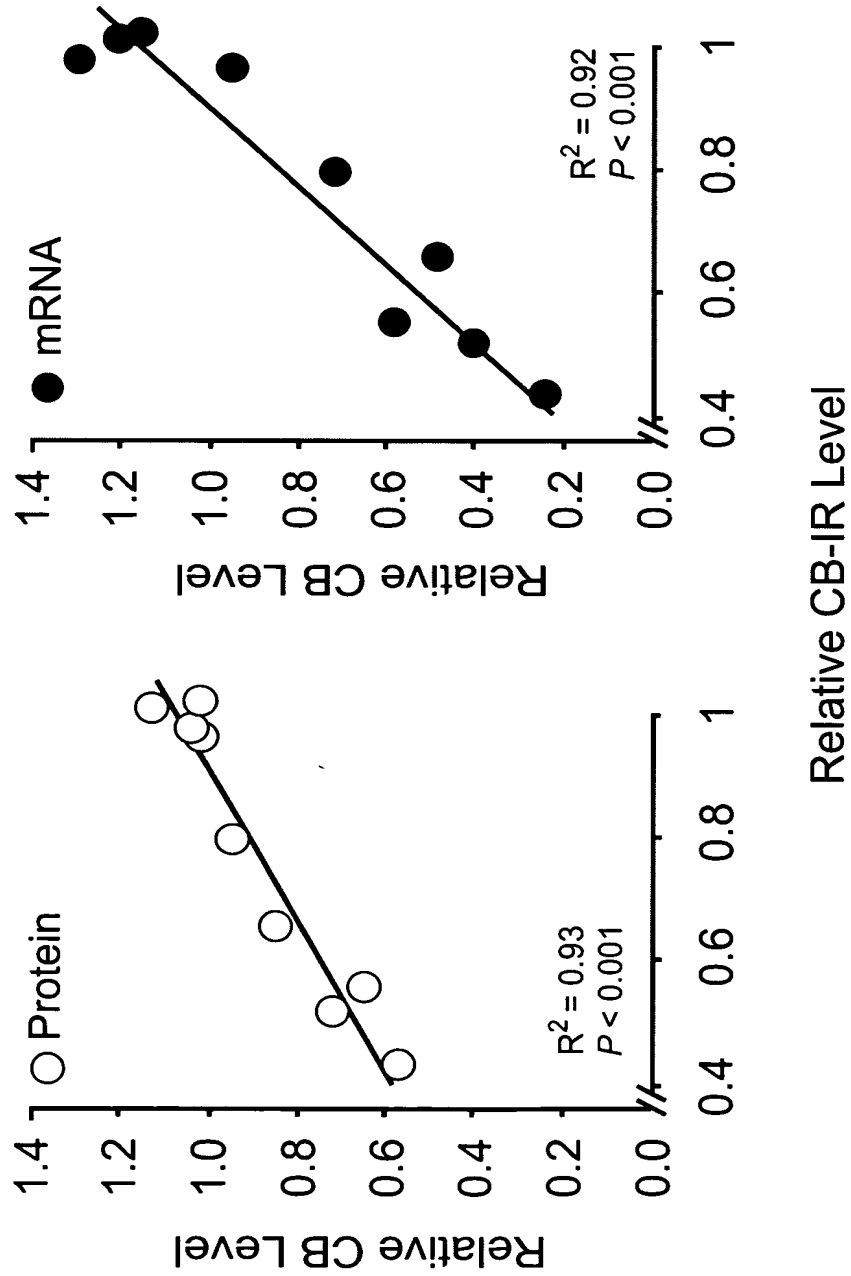 Relative CB Level
1.4
1.2
1.0
0.8
0.6
0.4
0.2
0.0
Protein
R² = 0.93
P < 0.001
0.4
0.6
0.8
1
Relative CB Level
1.4
1.2
1.0
0.8
0.6
0.4
0.2
0.0
mRNA
R² = 0.92
P < 0.001
0.4
0.6
0.8
1
Relative CB-IR Level